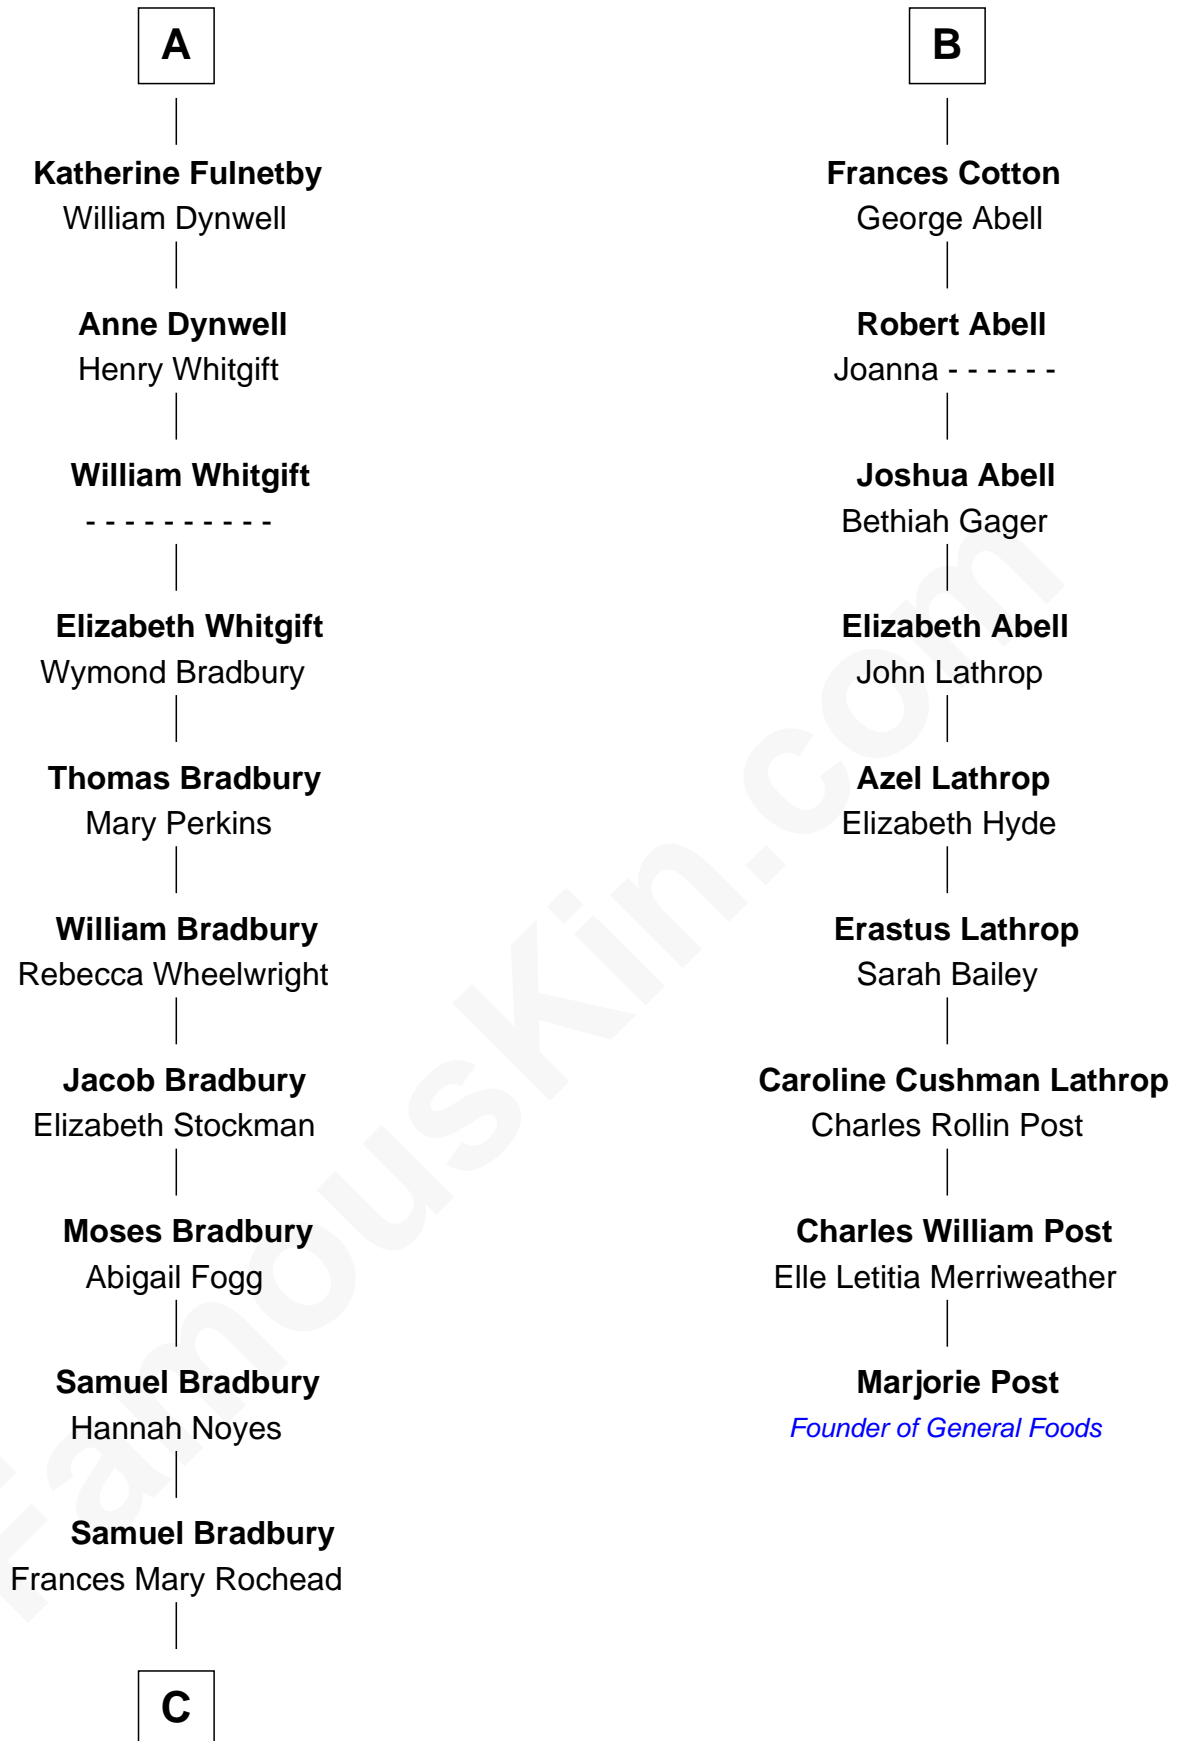 A
Katherine Fulnetby
William Dynwell
Anne Dynwell
Henry Whitgift
William Whitgift
- - - - - - - - - -
Elizabeth Whitgift
Wymond Bradbury
Thomas Bradbury
Mary Perkins
William Bradbury
Rebecca Wheelwright
Jacob Bradbury
Elizabeth Stockman
Moses Bradbury
Abigail Fogg
Samuel Bradbury
Hannah Noyes
Samuel Bradbury
Frances Mary Rochead
C
B
Frances Cotton
George Abell
Robert Abell
Joanna - - - - - -
Joshua Abell
Bethiah Gager
Elizabeth Abell
John Lathrop
Azel Lathrop
Elizabeth Hyde
Erastus Lathrop
Sarah Bailey
Caroline Cushman Lathrop
Charles Rollin Post
Charles William Post
Elle Letitia Merriweather
Marjorie Post
Founder of General Foods
FamousKin.com